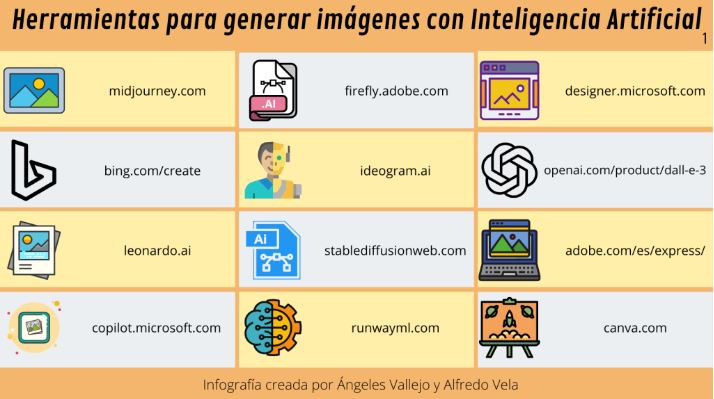 Herramientas para generar imágenes con Inteligencia Artificial
1
midjourney.com
.AI
firefly.adobe.com
designer.microsoft.com
bing.com/create
ideogram.ai
openai.com/product/dall-e-3
leonardo.ai
Ai
stablediffusionweb.com
adobe.com/es/express/
copilot.microsoft.com
runwayml.com
canva.com
Infografía creada por Ángeles Vallejo y Alfredo Vela